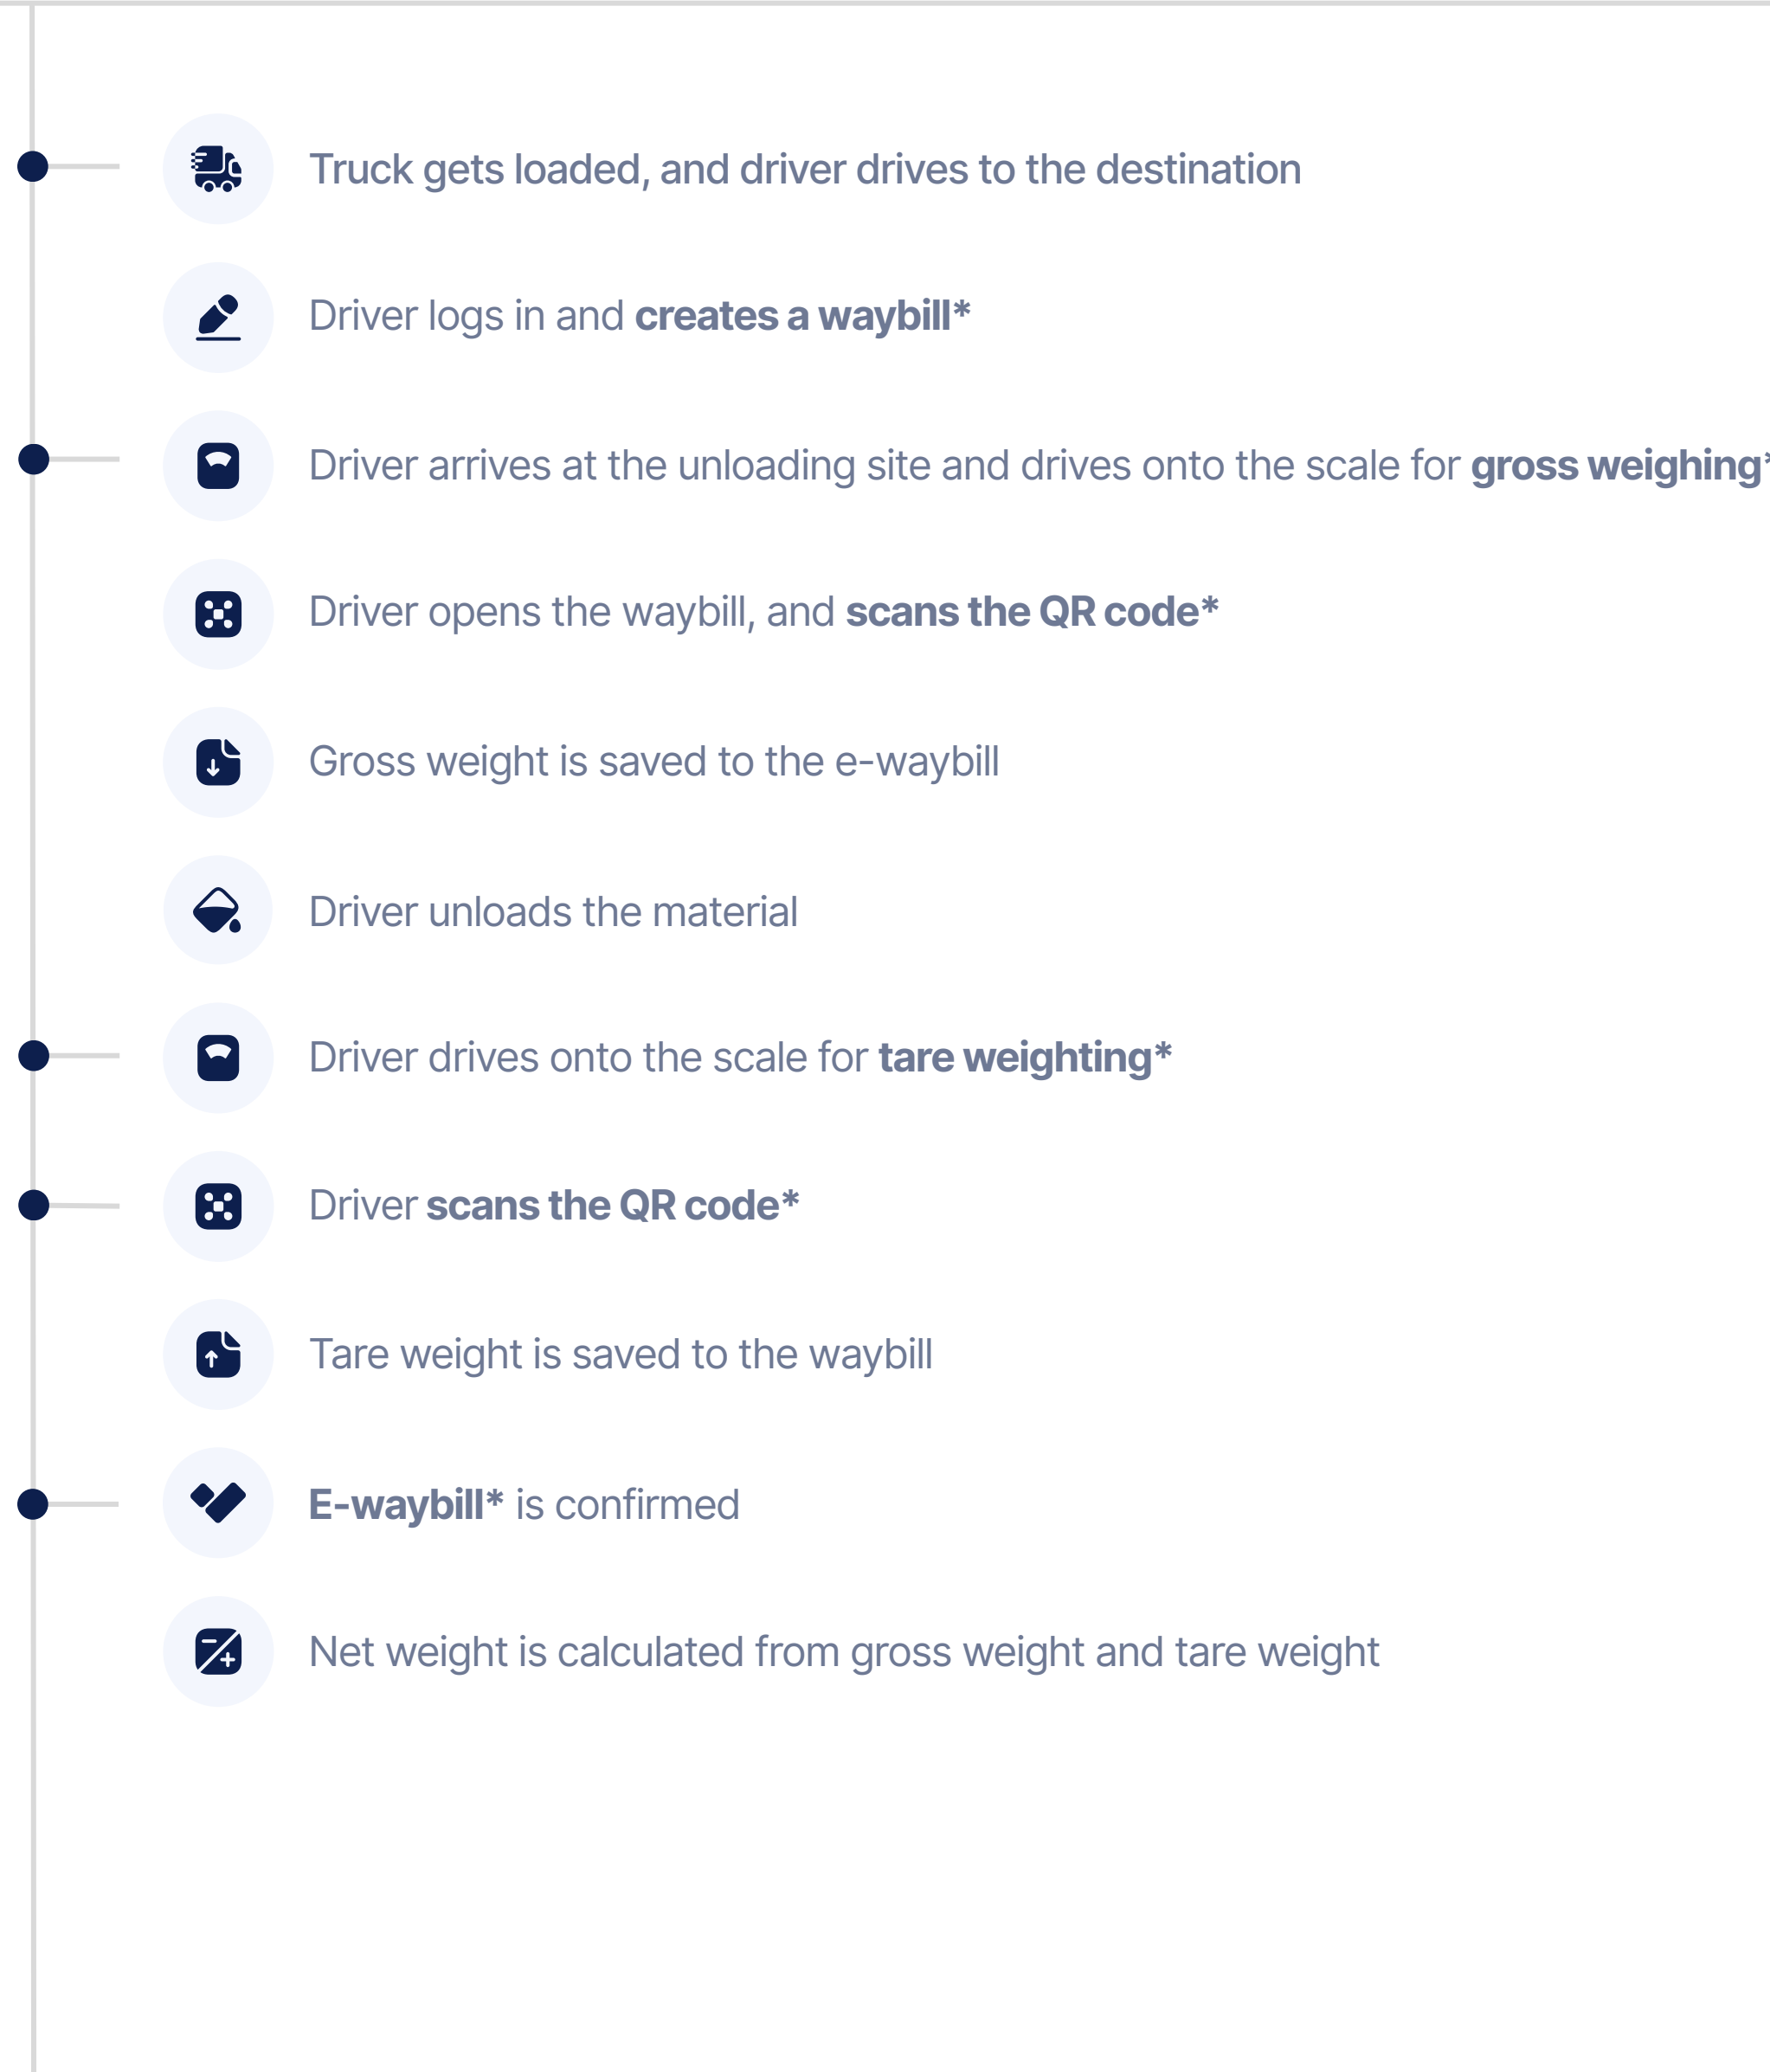 Truck gets loaded, and driver drives to the destination
Driver logs in and creates a waybill*
Driver arrives at the unloading site and drives onto the scale for gross weighing*
Driver opens the waybill, and scans the QR code*
Gross weight is saved to the e-waybill
Driver unloads the material
Driver drives onto the scale for tare weighting*
Driver scans the QR code*
Tare weight is saved to the waybill
E-waybill* is confirmed
Net weight is calculated from gross weight and tare weight